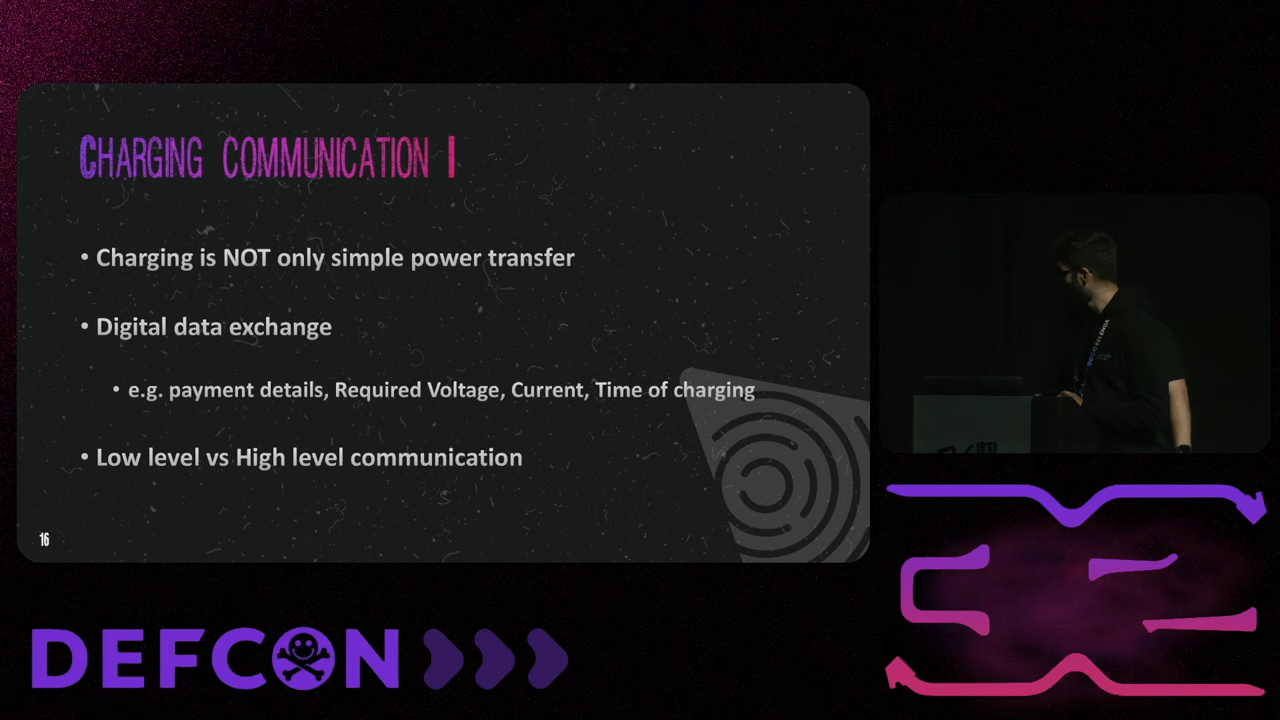 CHARGING COMMUNICATION I
• Charging is NOT only simple power transfer
• Digital data exchange
• e.g. payment details, Required Voltage, Current, Time of charging
• Low level vs High level communication
16
DEFCON